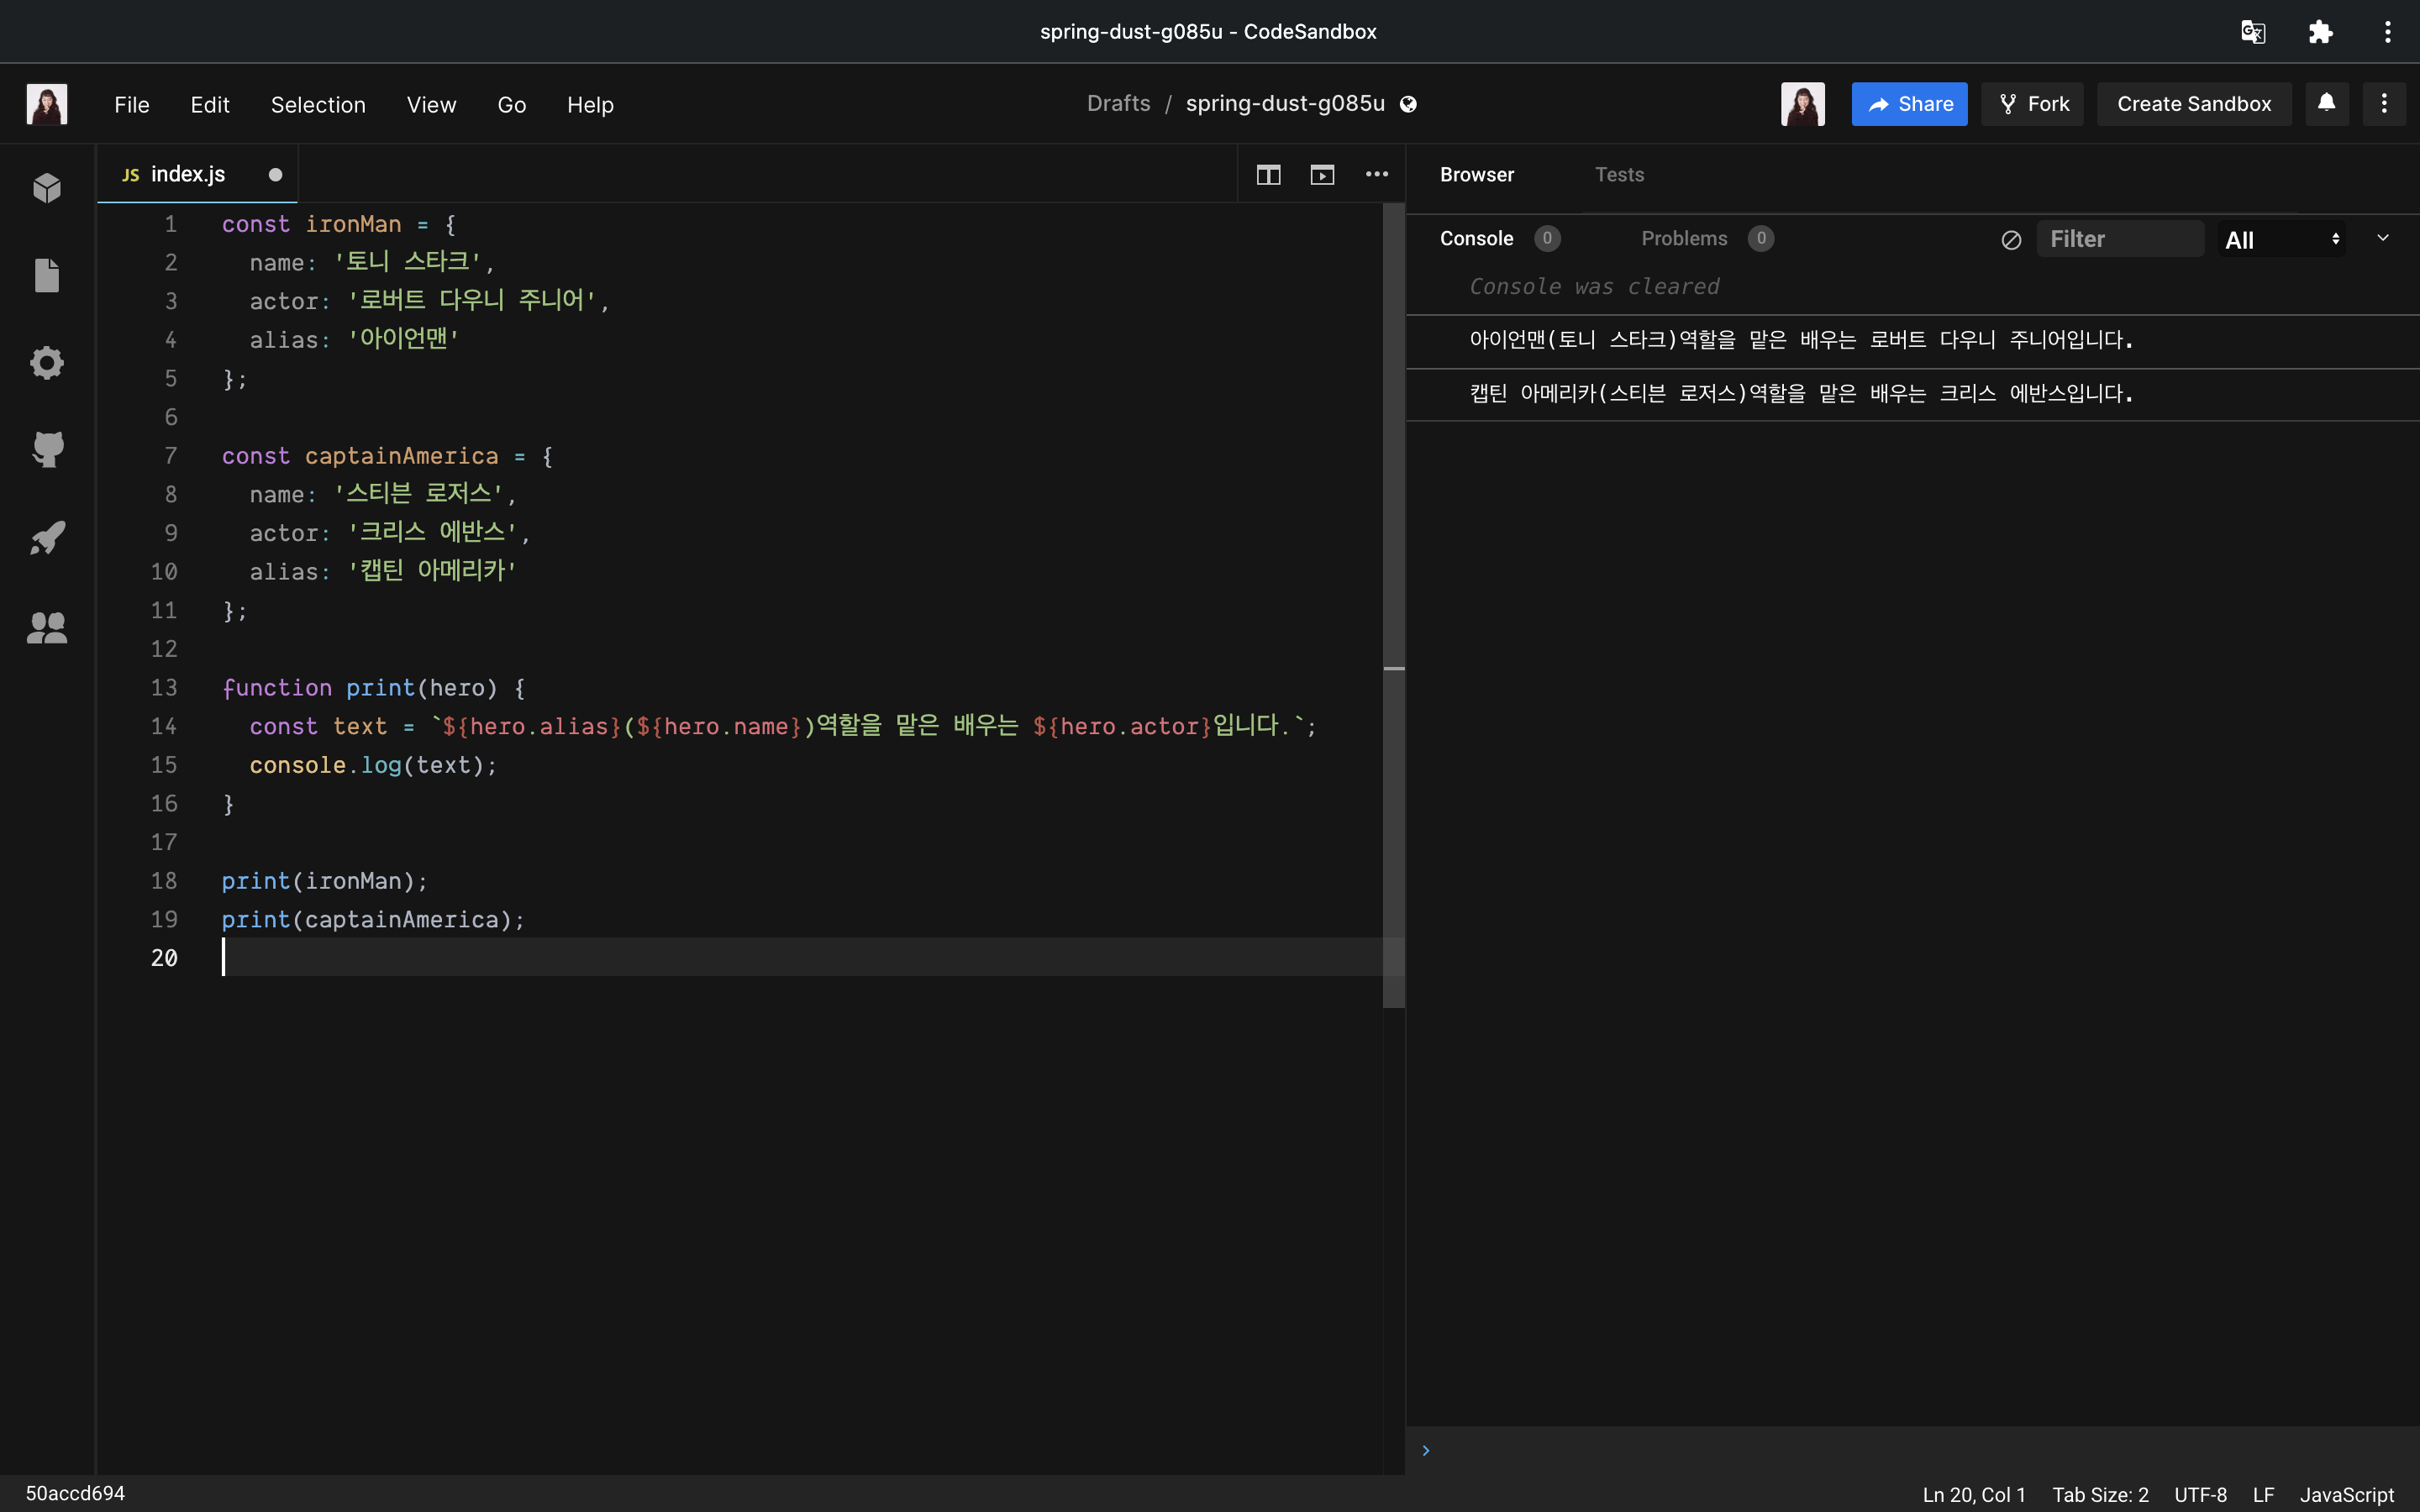 spring-dust-g085u - CodeSandbox
File Edit Selection View Go Help
Drafts / spring-dust-g085u
Share Fork Create Sandbox
JS index.js
1 const ironMan = {
2   name: '토니 스타크',
3   actor: '로버트 다우니 주니어',
4   alias: '아이언맨'
5 };
6
7 const captainAmerica = {
8   name: '스티븐 로저스',
9   actor: '크리스 에반스',
10   alias: '캡틴 아메리카'
11 };
12
13 function print(hero) {
14   const text = `${hero.alias}(${hero.name})역할을 맡은 배우는 ${hero.actor}입니다.`;
15   console.log(text);
16 }
17
18 print(ironMan);
19 print(captainAmerica);
20
Browser Tests
Console 0 Problems 0 Filter All
Console was cleared
아이언맨(토니 스타크)역할을 맡은 배우는 로버트 다우니 주니어입니다.
캡틴 아메리카(스티븐 로저스)역할을 맡은 배우는 크리스 에반스입니다.
50accd694
Ln 20, Col 1 Tab Size: 2 UTF-8 LF JavaScript